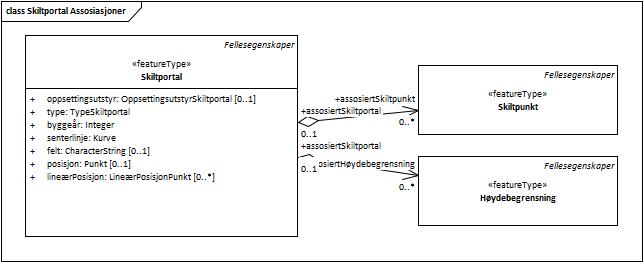 class Skiltportal Assosiasjoner
Fellesegenskaper
«featureType»
Skiltportal
+ oppsettingsutstyr: OppsettingsutstyrSkiltportal [0..1]
+ type: TypeSkiltportal
+ byggeår: Integer
+ senterlinje: Kurve
+ felt: CharacterString [0..1]
+ posisjon: Punkt [0..1]
+ lineærPosisjon: LineærPosisjonPunkt [0..*]
+assosiertSkiltpunkt
+assosiertSkiltportal
0..1
0..*
+assosiertSkiltportal
osiertHøydebegrensning
0..1
0..*
Fellesegenskaper
«featureType»
Skiltpunkt
Fellesegenskaper
«featureType»
Høydebegrensning